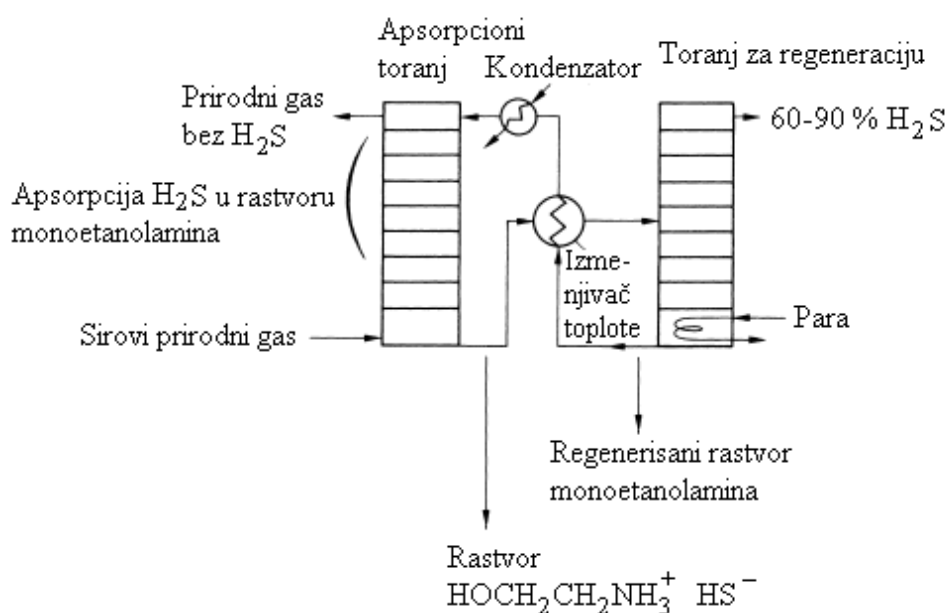 Apsorpcioni
toranj
Kondenzator
Toranj za regeneraciju
Prirodni gas
bez H₂S
60-90 % H₂S
Apsorpcija H₂S u rastvoru
monoetanolamina
Izme-
njivač
toplote
Sirovi prirodni gas
Para
Regenerisani rastvor
monoetanolamina
Rastvor
HOCH₂CH₂NH₃⁺ HS⁻